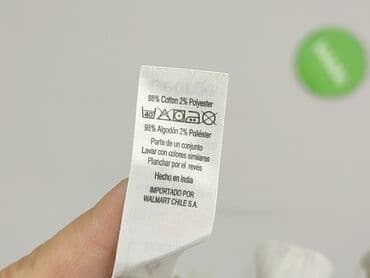 98% Cotton 2% Polyester
40
98% Algodón 2% Poliéster
Parte de un conjunto
Lavar con colores similares
Planchar por el revés
Hecho en India
IMPORTADO POR
WALMART CHILE S.A.